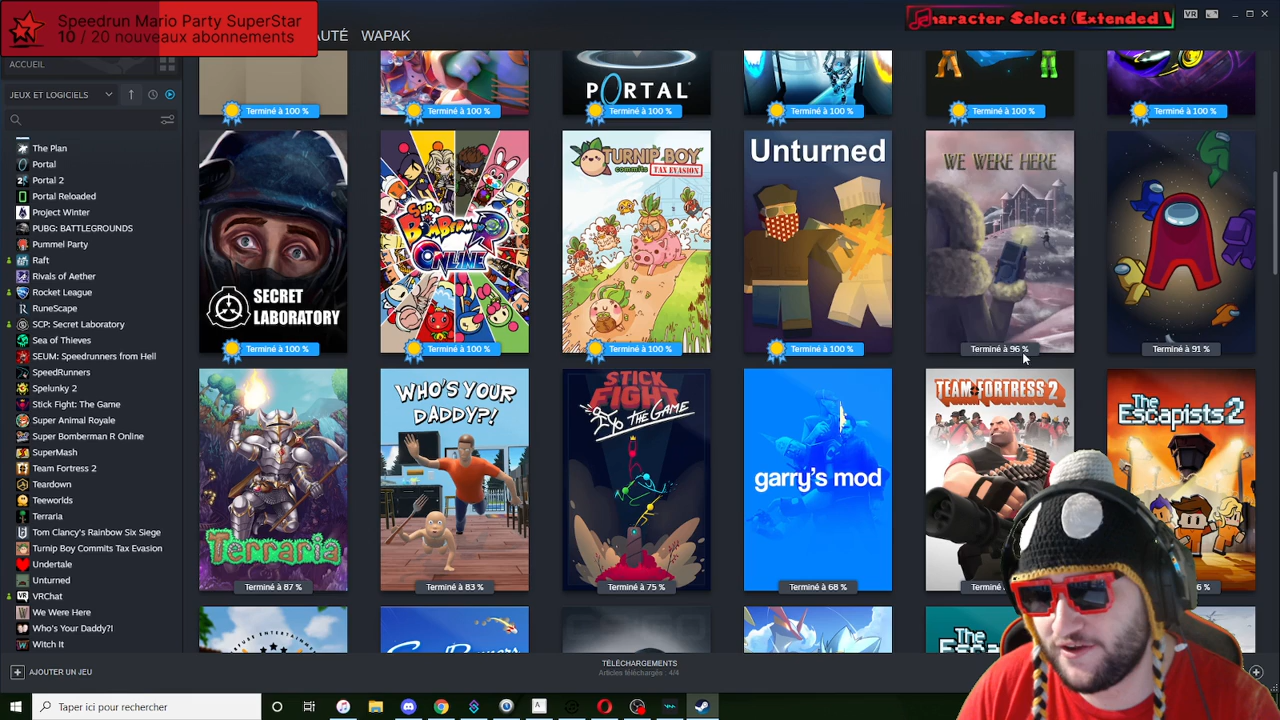 Speedrun Mario Party SuperStar
10 / 20 nouveaux abonnements
AUTÉ
WAPAK
haracter Select (Extended V
VR
ACCUEIL
JEUX ET LOGICIELS
The Plan
Portal
Portal 2
Portal Reloaded
Project Winter
PUBG: BATTLEGROUNDS
Pummel Party
Raft
Rivals of Aether
Rocket League
RuneScape
SCP: Secret Laboratory
Sea of Thieves
SEUM: Speedrunners from Hell
SpeedRunners
Spelunky 2
Stick Fight: The Game
Super Animal Royale
Super Bomberman R Online
SuperMash
Team Fortress 2
Teardown
Teeworlds
Terraria
Tom Clancy's Rainbow Six Siege
Turnip Boy Commits Tax Evasion
Undertale
Unturned
VRChat
We Were Here
Who's Your Daddy?!
Witch It
PORTAL
Terminé à 100 %
Terminé à 100 %
Terminé à 100 %
Terminé à 100 %
Terminé à 100 %
Terminé à 100 %
SECRET
LABORATORY
SUPER
BOMBERMAN R
ONLINE
TURNIP BOY
commits TAX EVASION
Unturned
WE WERE HERE
Terminé à 100 %
Terminé à 100 %
Terminé à 100 %
Terminé à 100 %
Terminé à 96 %
Terminé à 91 %
Terraria
WHO'S YOUR
DADDY?!
STICK
FIGHT
THE GAME
garry's mod
TEAM FORTRESS 2
The
Escapists 2
Terminé à 87 %
Terminé à 83 %
Terminé à 75 %
Terminé à 68 %
The
AJOUTER UN JEU
TÉLÉCHARGEMENTS
Articles téléchargés : 4/4
Taper ici pour rechercher